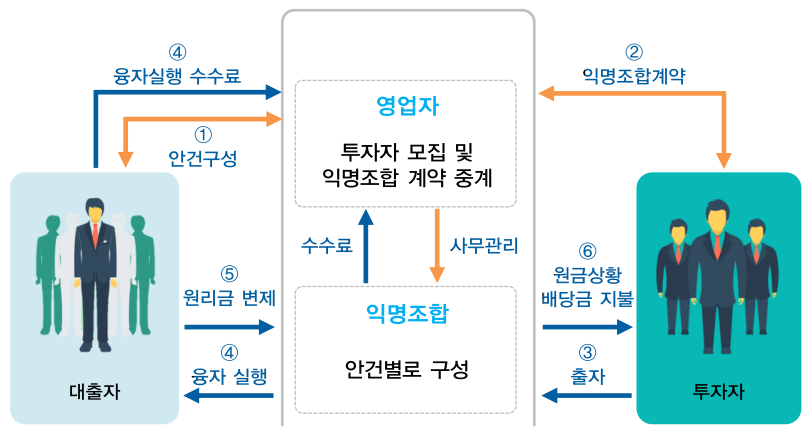 ④
융자실행 수수료
①
안건구성
②
익명조합계약
영업자
투자자 모집 및
익명조합 계약 중계
수수료
사무관리
⑤
원리금 변제
④
융자 실행
익명조합
안건별로 구성
⑥
원금상황
배당금 지불
③
출자
대출자
투자자